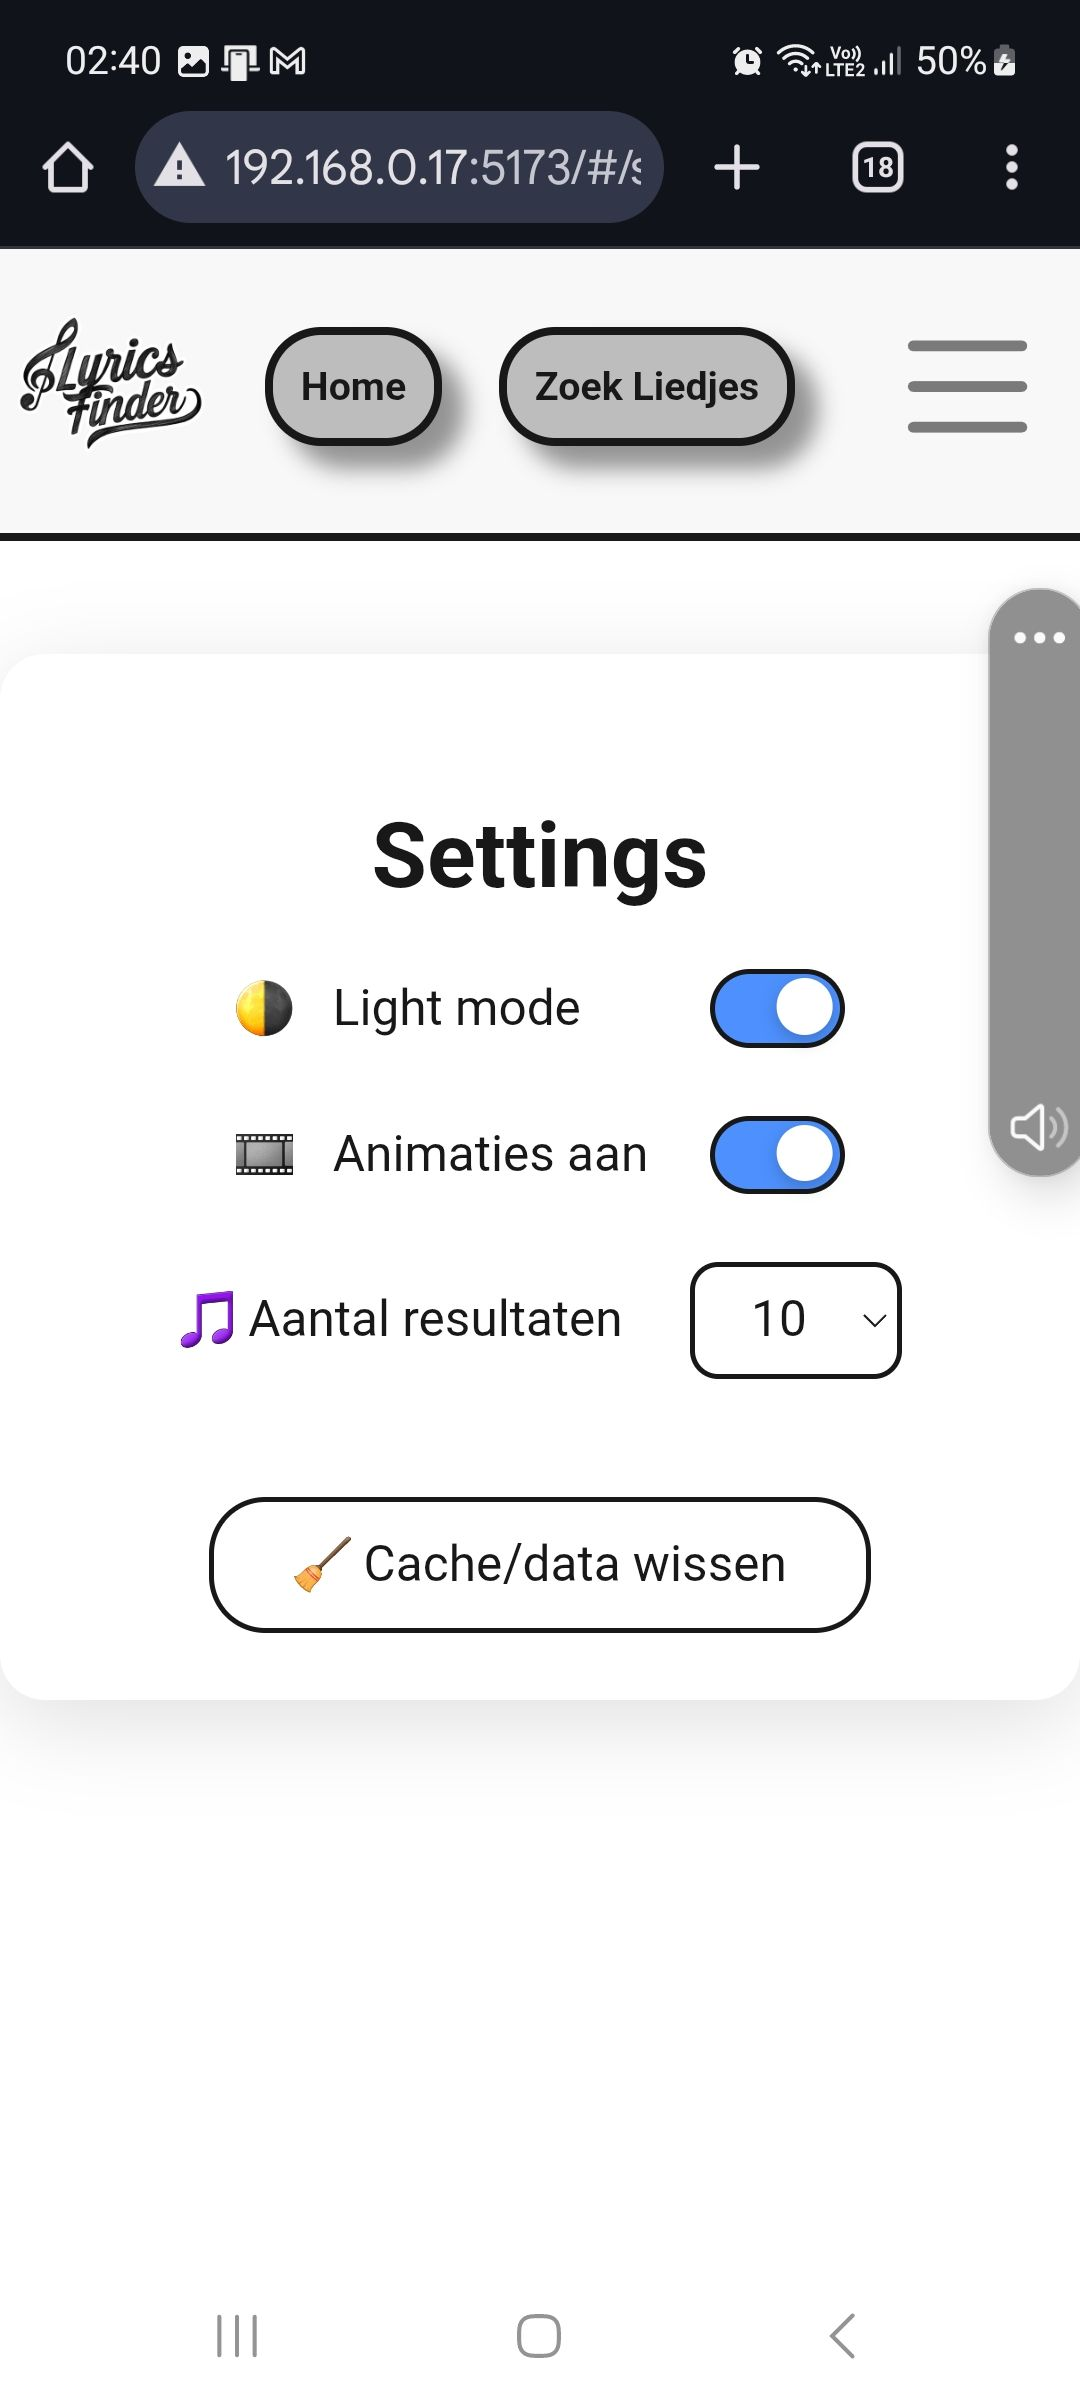 02:40
Vo)) LTE2 50%
192.168.0.17:5173/#/s
18
Lyrics Finder
Home
Zoek Liedjes
Settings
Light mode
Animaties aan
Aantal resultaten
10
Cache/data wissen